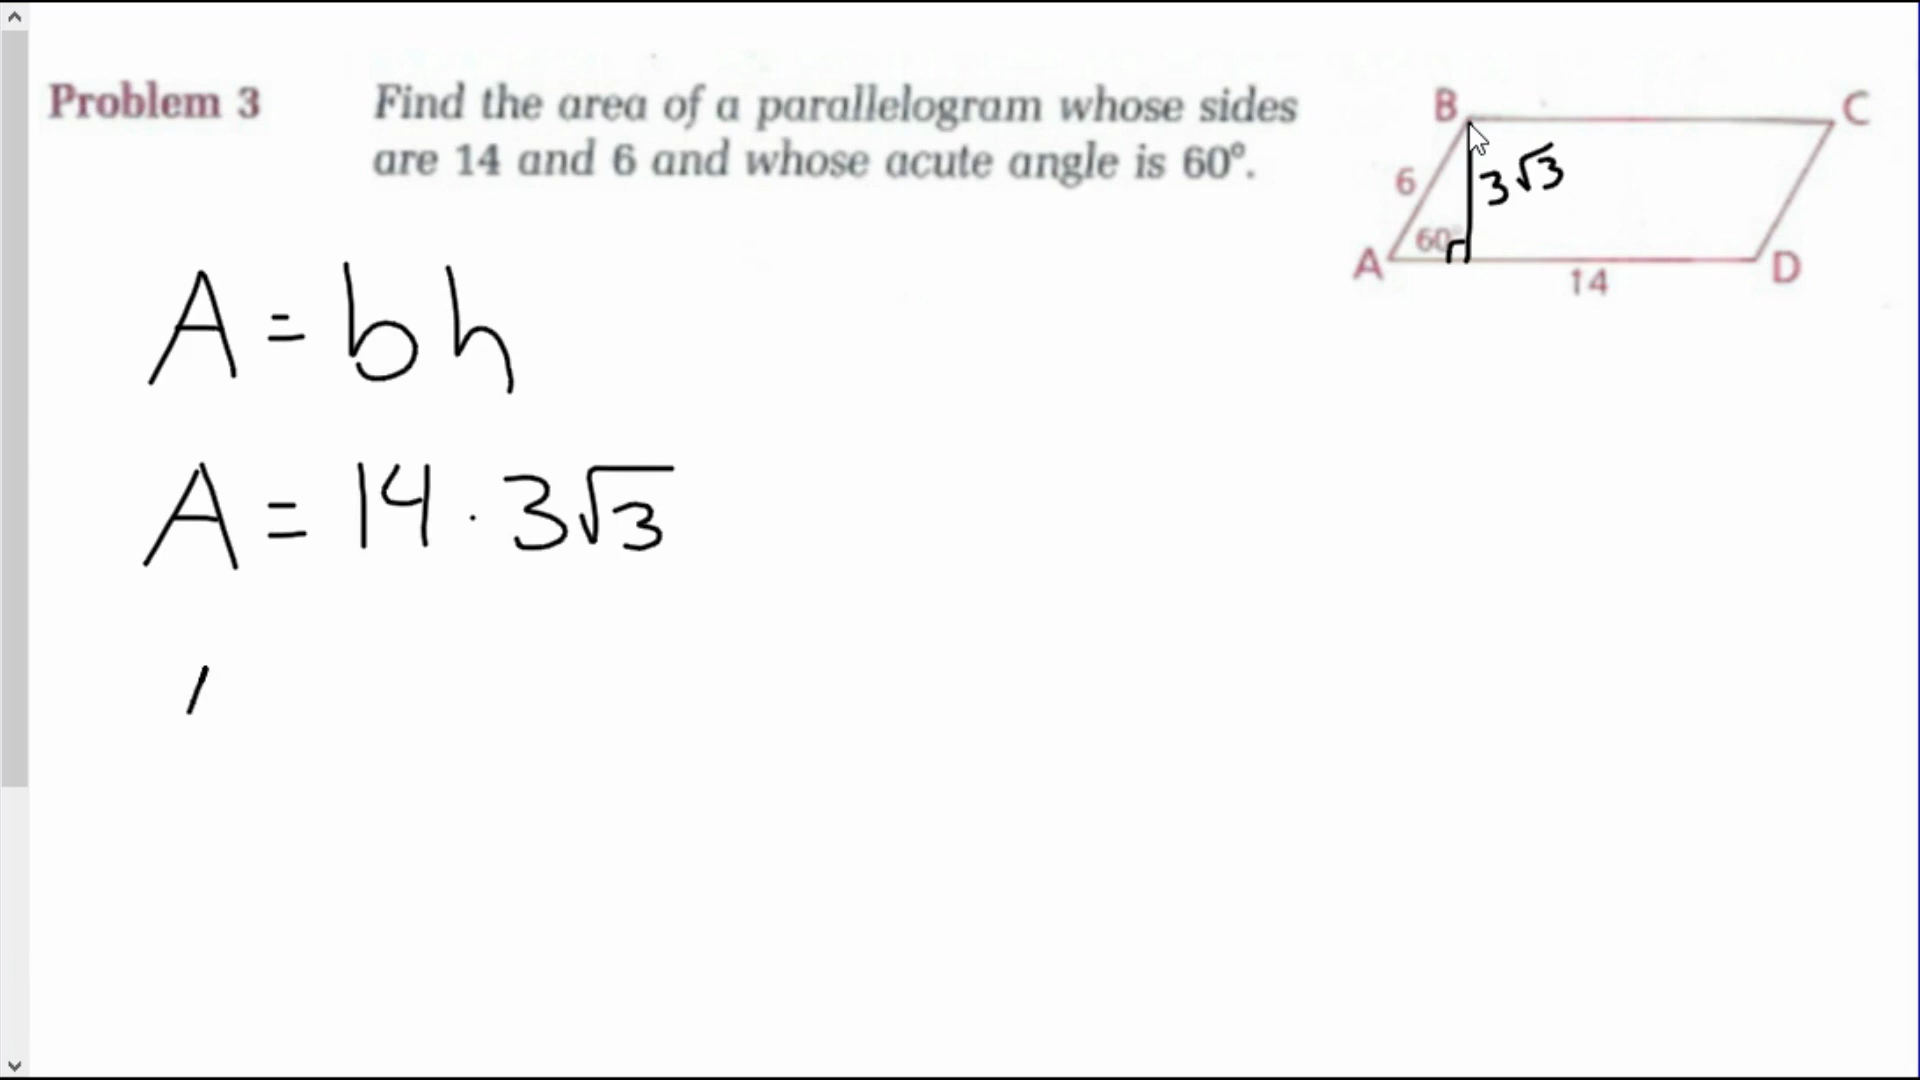 Problem 3
Find the area of a parallelogram whose sides
are 14 and 6 and whose acute angle is 60°.
B
C
6
3√3
60°
A
14
D
A = bh
A = 14 · 3√3